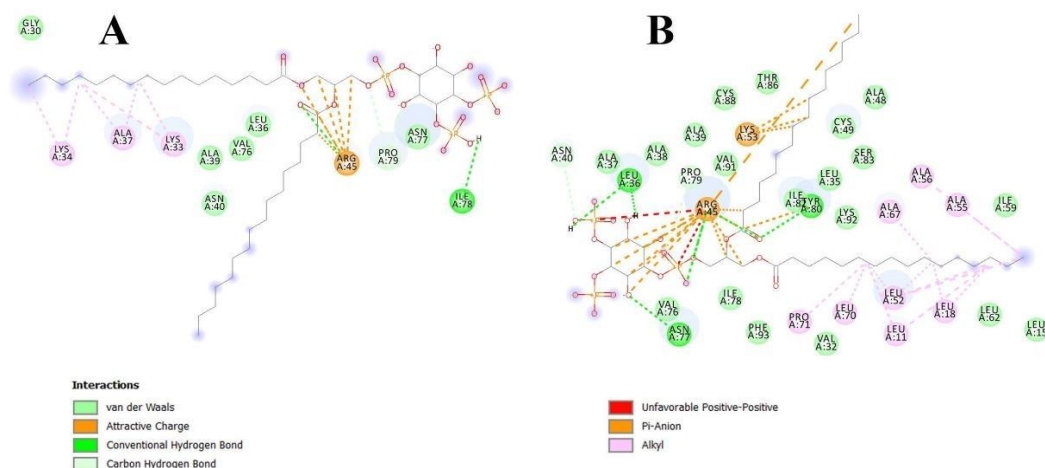 A
B
GLY
A:30
LYS
A:34
ALA
A:37
LYS
A:33
ALA
A:39
VAL
A:76
LEU
A:36
ASN
A:40
ARG
A:45
PRO
A:79
ASN
A:77
H
ILE
A:78
ASN
A:40
ALA
A:37
LEU
A:36
ALA
A:38
ALA
A:39
CYS
A:88
THR
A:86
LYS
A:53
VAL
A:91
PRO
A:79
ARG
A:45
ALA
A:48
CYS
A:49
SER
A:83
LEU
A:35
TYR
A:80
LYS
A:92
ALA
A:56
ALA
A:67
ALA
A:55
ILE
A:59
H
H
VAL
A:76
ASN
A:77
ILE
A:78
PHE
A:93
PRO
A:71
LEU
A:70
VAL
A:32
LEU
A:52
LEU
A:11
LEU
A:18
LEU
A:62
LEU
A:15
Interactions
van der Waals
Attractive Charge
Conventional Hydrogen Bond
Carbon Hydrogen Bond
Unfavorable Positive-Positive
Pi-Anion
Alkyl